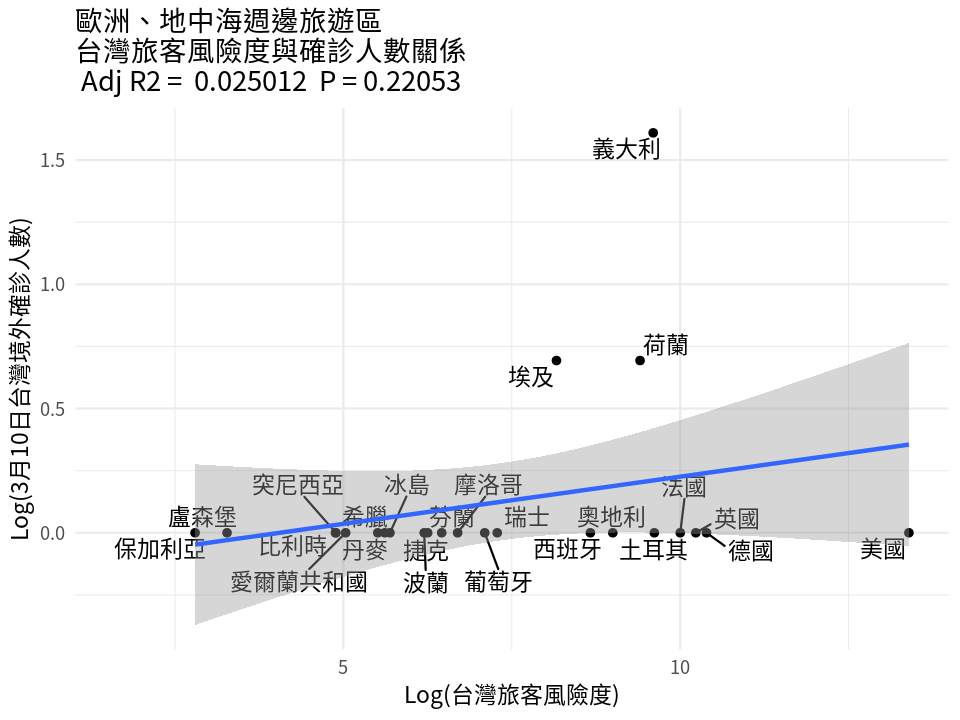 歐洲、地中海週邊旅遊區
台灣旅客風險度與確診人數關係
Adj R2 = 0.025012 P = 0.22053
Log(3月10日台灣境外確診人數)
1.5
1.0
0.5
0.0
義大利
荷蘭
埃及
突尼西亞
冰島
摩洛哥
法國
盧森堡
希臘
芬蘭
瑞士
奧地利
英國
保加利亞
比利時
丹麥
捷克
西班牙
土耳其
德國
美國
愛爾蘭共和國
波蘭
葡萄牙
5
10
Log(台灣旅客風險度)